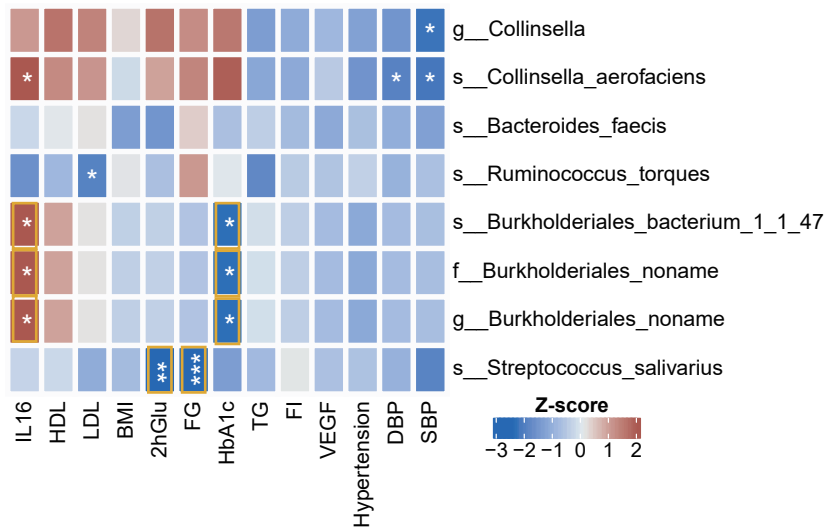 *
g__Collinsella
* * *
s__Collinsella_aerofaciens
s__Bacteroides_faecis
*
s__Ruminococcus_torques
* *
s__Burkholderiales_bacterium_1_1_47
* *
f__Burkholderiales_noname
* *
g__Burkholderiales_noname
** ***
s__Streptococcus_salivarius
IL16
HDL
LDL
BMI
2hGlu
FG
HbA1c
TG
FI
VEGF
Hypertension
DBP
SBP
Z-score
−3 −2 −1 0 1 2